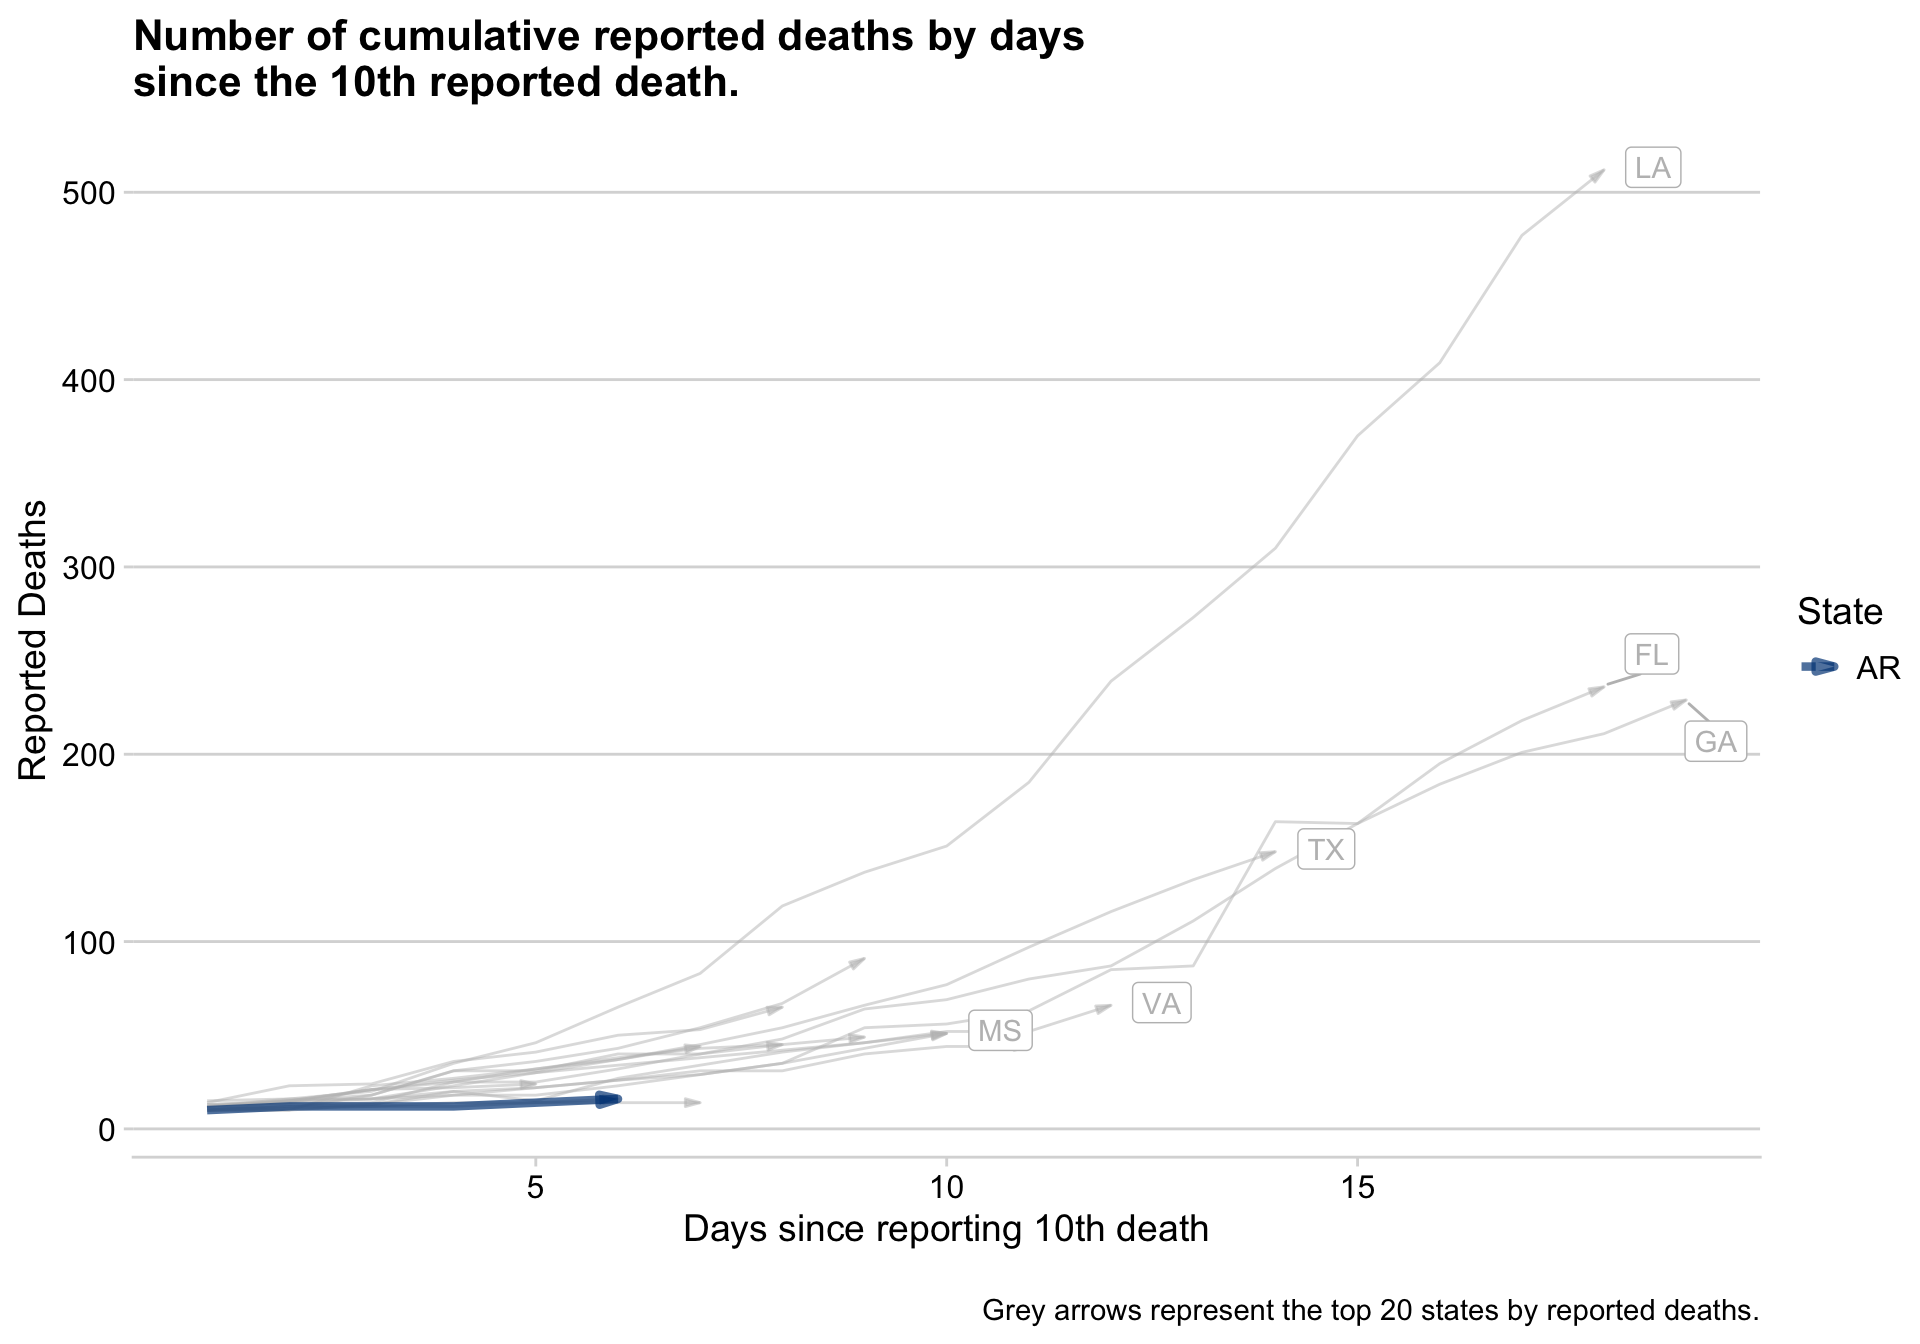 Number of cumulative reported deaths by days
since the 10th reported death.
500
400
300
200
100
0
Reported Deaths
LA
FL
GA
TX
VA
MS
State
AR
5
10
15
Days since reporting 10th death
Grey arrows represent the top 20 states by reported deaths.